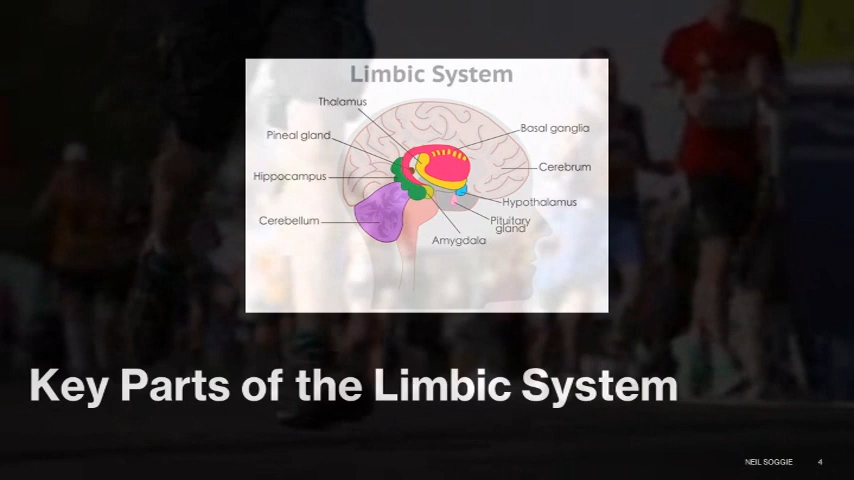 Limbic System
Thalamus
Pineal gland
Basal ganglia
Hippocampus
Cerebrum
Hypothalamus
Cerebellum
Pituitary
gland
Amygdala
Key Parts of the Limbic System
NEIL SOGGIE 4